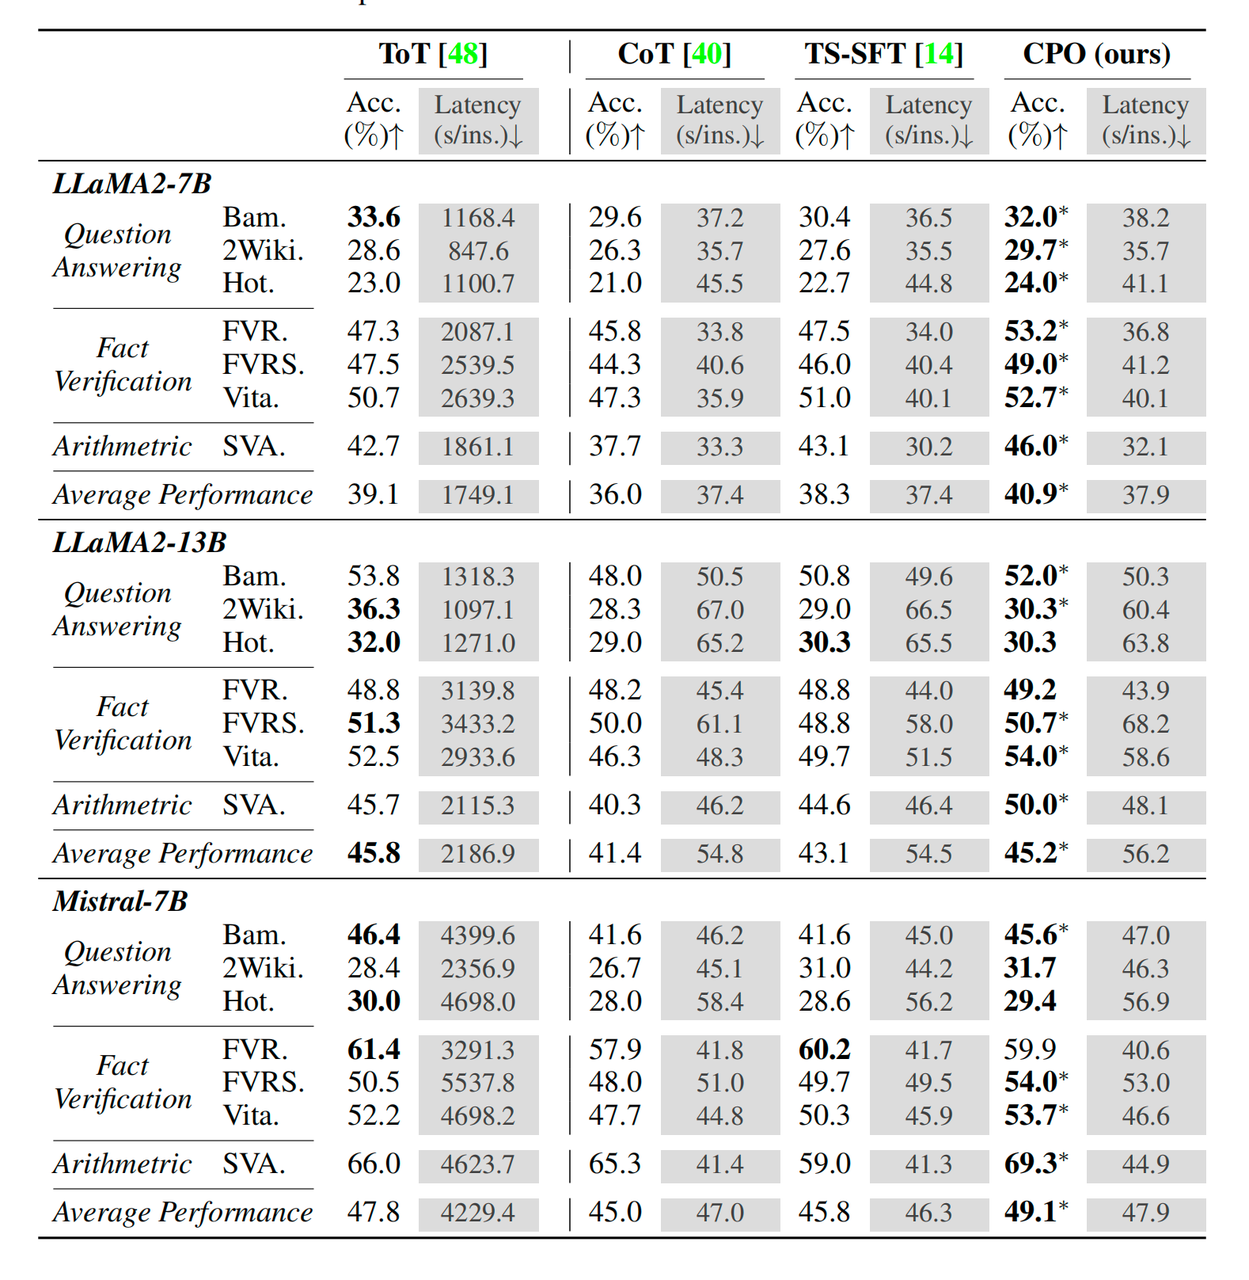 ToT [48] CoT [40] TS-SFT [14] CPO (ours)
Acc. Latency Acc. Latency Acc. Latency Acc. Latency
(%)↑ (s/ins.)↓ (%)↑ (s/ins.)↓ (%)↑ (s/ins.)↓ (%)↑ (s/ins.)↓
LLaMA2-7B
Question Answering
Bam. 33.6 1168.4 29.6 37.2 30.4 36.5 32.0* 38.2
2Wiki. 28.6 847.6 26.3 35.7 27.6 35.5 29.7* 35.7
Hot. 23.0 1100.7 21.0 45.5 22.7 44.8 24.0* 41.1
Fact Verification
FVR. 47.3 2087.1 45.8 33.8 47.5 34.0 53.2* 36.8
FVRS. 47.5 2539.5 44.3 40.6 46.0 40.4 49.0* 41.2
Vita. 50.7 2639.3 47.3 35.9 51.0 40.1 52.7* 40.1
Arithmetric SVA. 42.7 1861.1 37.7 33.3 43.1 30.2 46.0* 32.1
Average Performance 39.1 1749.1 36.0 37.4 38.3 37.4 40.9* 37.9
LLaMA2-13B
Question Answering
Bam. 53.8 1318.3 48.0 50.5 50.8 49.6 52.0* 50.3
2Wiki. 36.3 1097.1 28.3 67.0 29.0 66.5 30.3* 60.4
Hot. 32.0 1271.0 29.0 65.2 30.3 65.5 30.3 63.8
Fact Verification
FVR. 48.8 3139.8 48.2 45.4 48.8 44.0 49.2 43.9
FVRS. 51.3 3433.2 50.0 61.1 48.8 58.0 50.7* 68.2
Vita. 52.5 2933.6 46.3 48.3 49.7 51.5 54.0* 58.6
Arithmetric SVA. 45.7 2115.3 40.3 46.2 44.6 46.4 50.0* 48.1
Average Performance 45.8 2186.9 41.4 54.8 43.1 54.5 45.2* 56.2
Mistral-7B
Question Answering
Bam. 46.4 4399.6 41.6 46.2 41.6 45.0 45.6* 47.0
2Wiki. 28.4 2356.9 26.7 45.1 31.0 44.2 31.7 46.3
Hot. 30.0 4698.0 28.0 58.4 28.6 56.2 29.4 56.9
Fact Verification
FVR. 61.4 3291.3 57.9 41.8 60.2 41.7 59.9 40.6
FVRS. 50.5 5537.8 48.0 51.0 49.7 49.5 54.0* 53.0
Vita. 52.2 4698.2 47.7 44.8 50.3 45.9 53.7* 46.6
Arithmetric SVA. 66.0 4623.7 65.3 41.4 59.0 41.3 69.3* 44.9
Average Performance 47.8 4229.4 45.0 47.0 45.8 46.3 49.1* 47.9